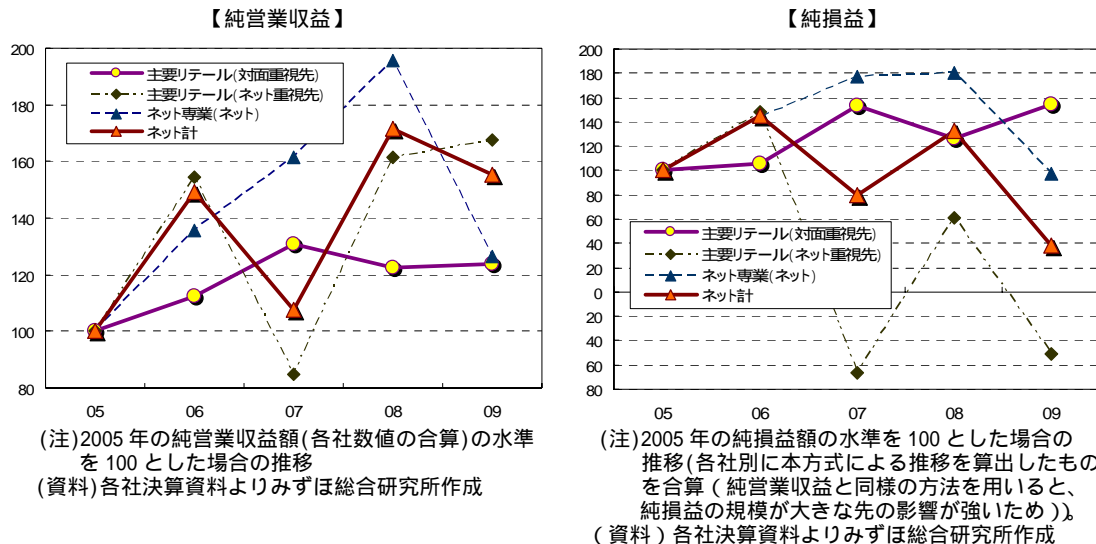 【純営業収益】
200
180
160
140
120
100
80
主要リテール(対面重視先)
主要リテール(ネット重視先)
ネット専業(ネット)
ネット計
05 06 07 08 09
(注)2005 年の純営業収益額(各社数値の合算)の水準
を 100 とした場合の推移
(資料)各社決算資料よりみずほ総合研究所作成
【純損益】
200
180
160
140
120
100
80
60
40
20
0
20
40
60
80
主要リテール(対面重視先)
主要リテール(ネット重視先)
ネット専業(ネット)
ネット計
05 06 07 08 09
(注)2005 年の純損益額の水準を 100 とした場合の
推移(各社別に本方式による推移を算出したもの
を合算(純営業収益と同様の方法を用いると、
純損益の規模が大きな先の影響が強いため))。
(資料)各社決算資料よりみずほ総合研究所作成